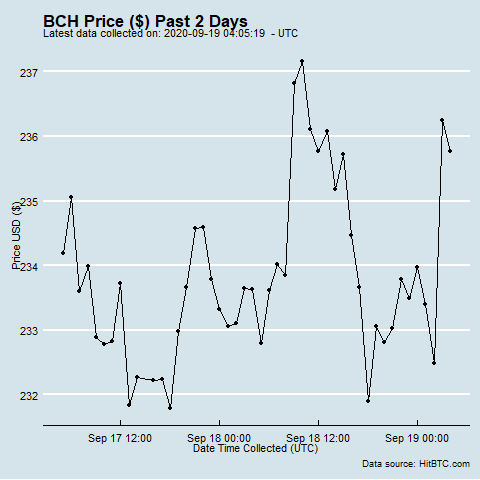 BCH Price ($) Past 2 Days
Latest data collected on: 2020-09-19 04:05:19 - UTC
Price USD ($)
237
236
235
234
233
232
Sep 17 12:00 Sep 18 00:00 Sep 18 12:00 Sep 19 00:00
Date Time Collected (UTC)
Data source: HitBTC.com